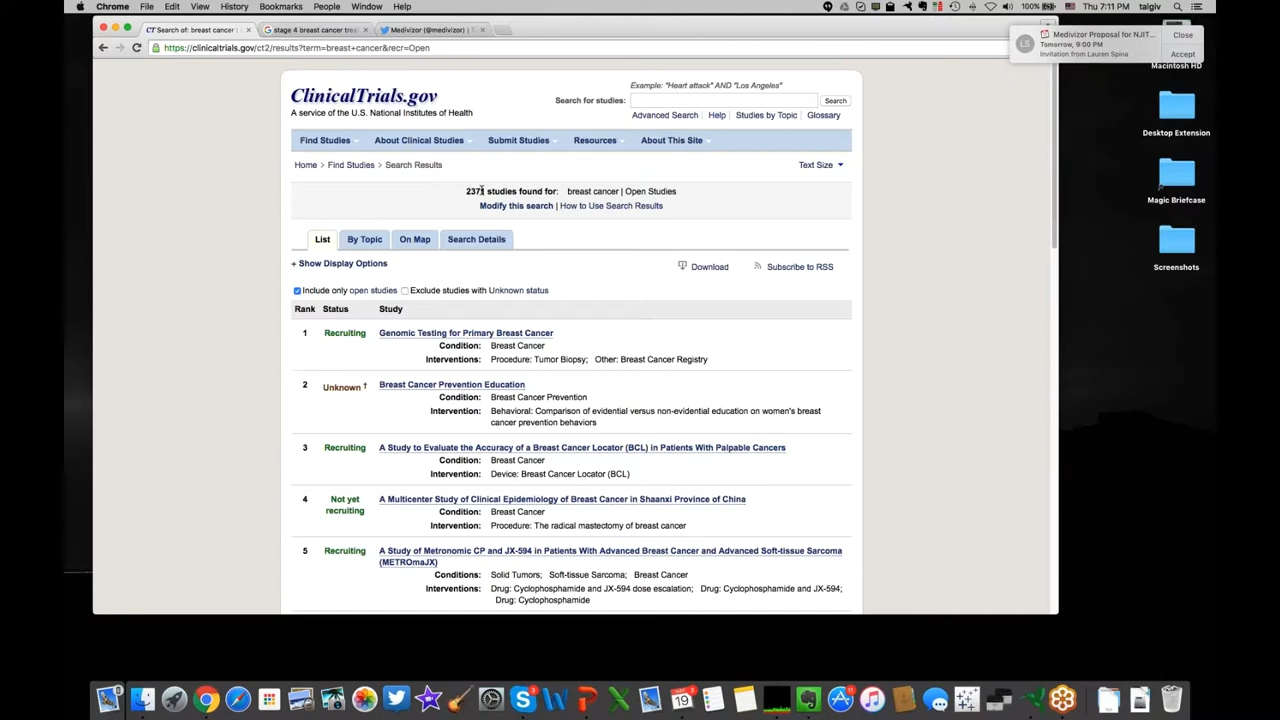 Chrome File Edit View History Bookmarks People Window Help
Thu 7:11 PM talgiv
CT Search of: breast cancer |
stage 4 breast cancer trea
Medivizor (@medivizor) | T
https://clinicaltrials.gov/ct2/results?term=breast+cancer&recr=Open
LS
Medivizor Proposal for NJIT...
Tomorrow, 9:00 PM
Invitation from Lauren Spina
Close
Accept
Macintosh HD
Desktop Extension
Magic Briefcase
Screenshots
ClinicalTrials.gov
A service of the U.S. National Institutes of Health
Example: "Heart attack" AND "Los Angeles"
Search for studies:
Search
Advanced Search | Help | Studies by Topic | Glossary
Find Studies About Clinical Studies Submit Studies Resources About This Site
Home > Find Studies > Search Results
Text Size
2371 studies found for: breast cancer | Open Studies
Modify this search | How to Use Search Results
List By Topic On Map Search Details
+ Show Display Options
Download Subscribe to RSS
Include only open studies Exclude studies with Unknown status
Rank Status Study
1 Recruiting Genomic Testing for Primary Breast Cancer
Condition: Breast Cancer
Interventions: Procedure: Tumor Biopsy; Other: Breast Cancer Registry
2 Unknown † Breast Cancer Prevention Education
Condition: Breast Cancer Prevention
Intervention: Behavioral: Comparison of evidential versus non-evidential education on women's breast
cancer prevention behaviors
3 Recruiting A Study to Evaluate the Accuracy of a Breast Cancer Locator (BCL) in Patients With Palpable Cancers
Condition: Breast Cancer
Intervention: Device: Breast Cancer Locator (BCL)
4 Not yet recruiting A Multicenter Study of Clinical Epidemiology of Breast Cancer in Shaanxi Province of China
Condition: Breast Cancer
Intervention: Procedure: The radical mastectomy of breast cancer
5 Recruiting A Study of Metronomic CP and JX-594 in Patients With Advanced Breast Cancer and Advanced Soft-tissue Sarcoma
(METROmaJX)
Conditions: Solid Tumors; Soft-tissue Sarcoma; Breast Cancer
Interventions: Drug: Cyclophosphamide and JX-594 dose escalation; Drug: Cyclophosphamide and JX-594;
Drug: Cyclophosphamide
19